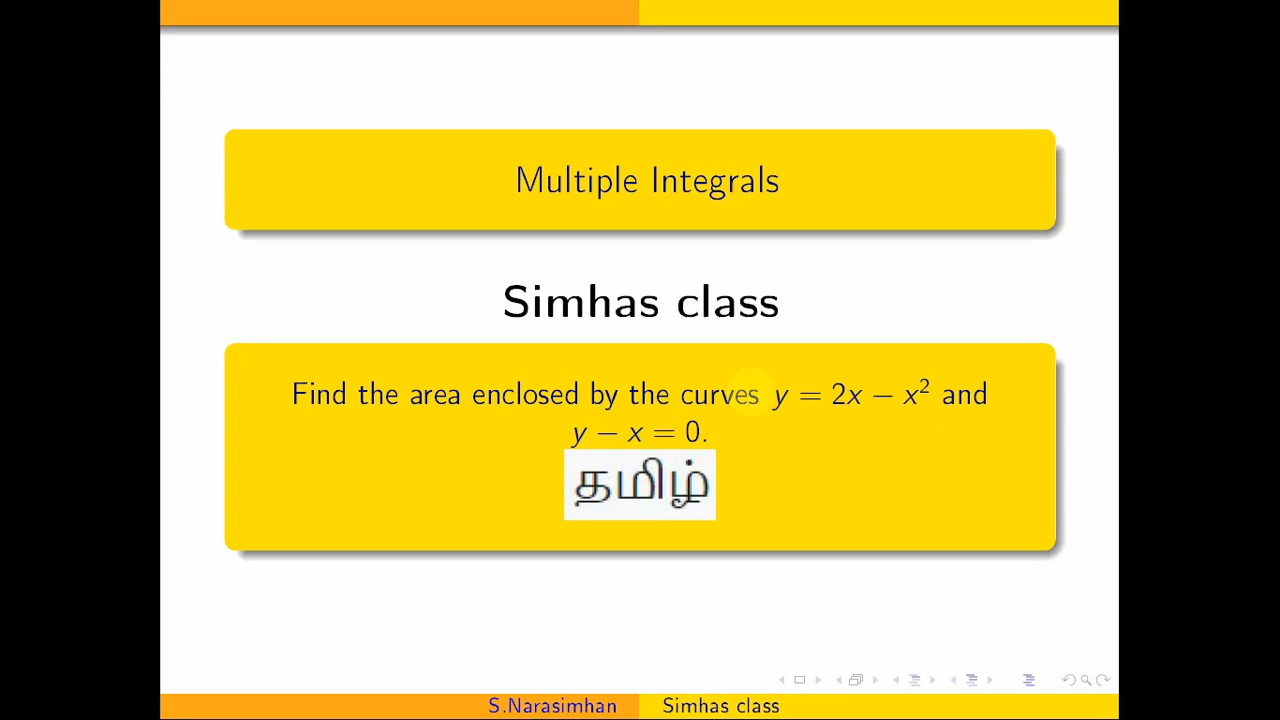 Multiple Integrals
Simhas class
Find the area enclosed by the curves y = 2x − x² and
y − x = 0.
தமிழ்
S.Narasimhan Simhas class